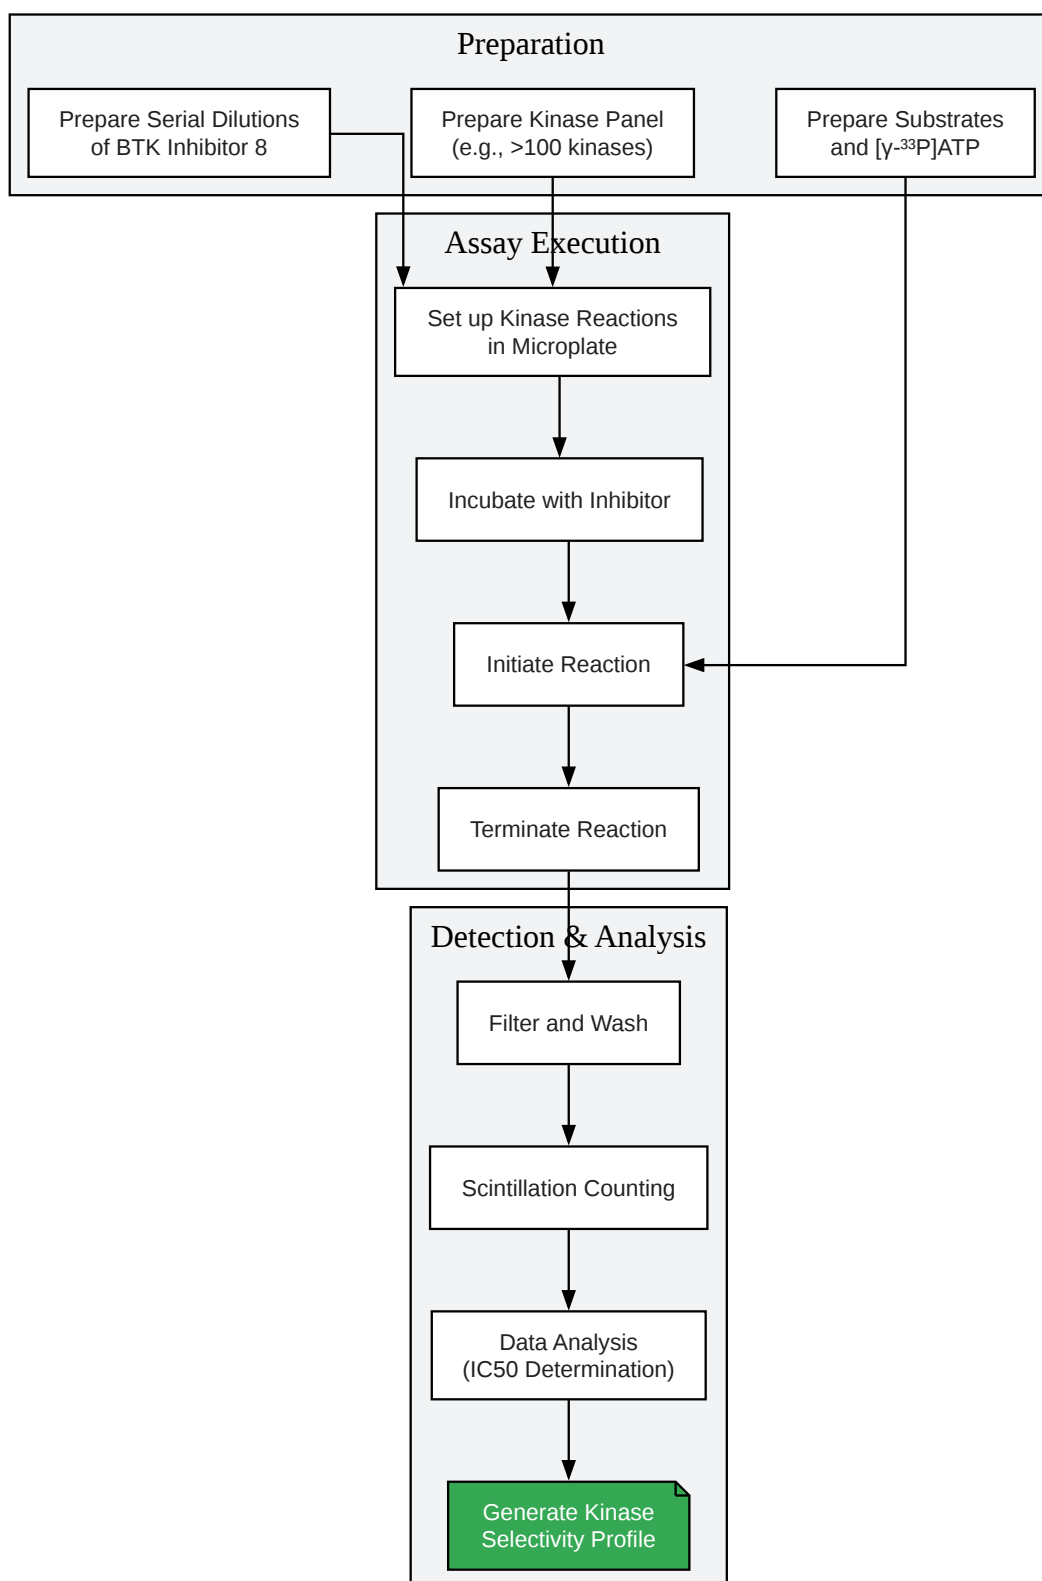 Preparation
Prepare Serial Dilutions
of BTK Inhibitor 8
Prepare Kinase Panel
(e.g., >100 kinases)
Prepare Substrates
and [γ-³³P]ATP
Assay Execution
Set up Kinase Reactions
in Microplate
Incubate with Inhibitor
Initiate Reaction
Terminate Reaction
Detection & Analysis
Filter and Wash
Scintillation Counting
Data Analysis
(IC50 Determination)
Generate Kinase
Selectivity Profile